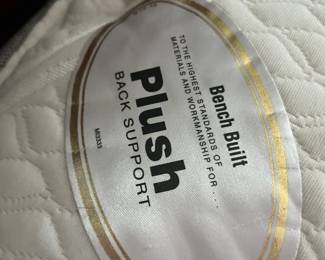 Bench Built
TO THE HIGHEST STANDARDS OF
MATERIALS AND WORKMANSHIP FOR . . .
Plush
BACK SUPPORT